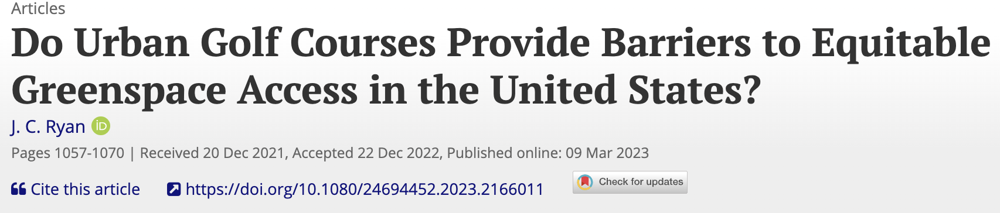 Articles
Do Urban Golf Courses Provide Barriers to Equitable
Greenspace Access in the United States?
J. C. Ryan iD
Pages 1057-1070 | Received 20 Dec 2021, Accepted 22 Dec 2022, Published online: 09 Mar 2023
Cite this article https://doi.org/10.1080/24694452.2023.2166011 Check for updates